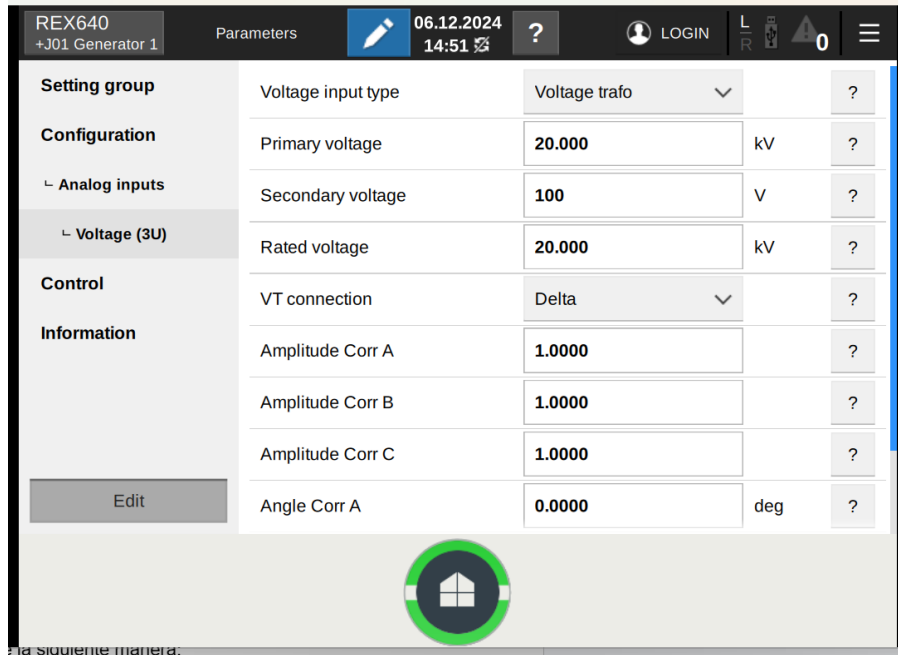 REX640
+J01 Generator 1
Parameters
06.12.2024
14:51
?
LOGIN
L
R
0
Setting group
Configuration
Analog inputs
Voltage (3U)
Control
Information
Edit
Voltage input type Voltage trafo ?
Primary voltage 20.000 kV ?
Secondary voltage 100 V ?
Rated voltage 20.000 kV ?
VT connection Delta ?
Amplitude Corr A 1.0000 ?
Amplitude Corr B 1.0000 ?
Amplitude Corr C 1.0000 ?
Angle Corr A 0.0000 deg ?
la siguiente manera: